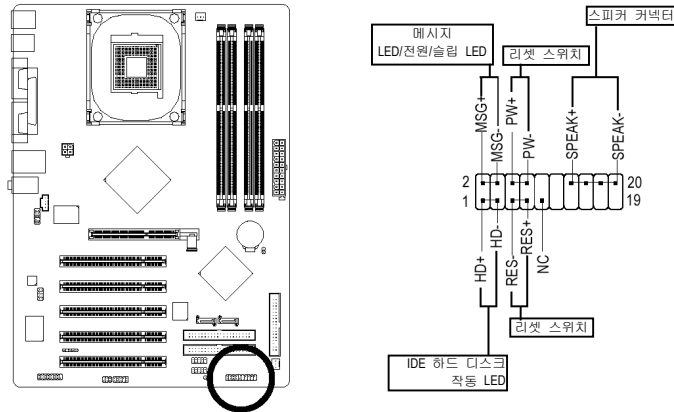 스피커 커넥터
메시지
LED/전원/슬립 LED
리셋 스위치
MSG+
MSG-
PW+
PW-
SPEAK+
SPEAK-
2
20
1
19
HD+
HD-
RES-
RES+
NC
리셋 스위치
IDE 하드 디스크
작동 LED